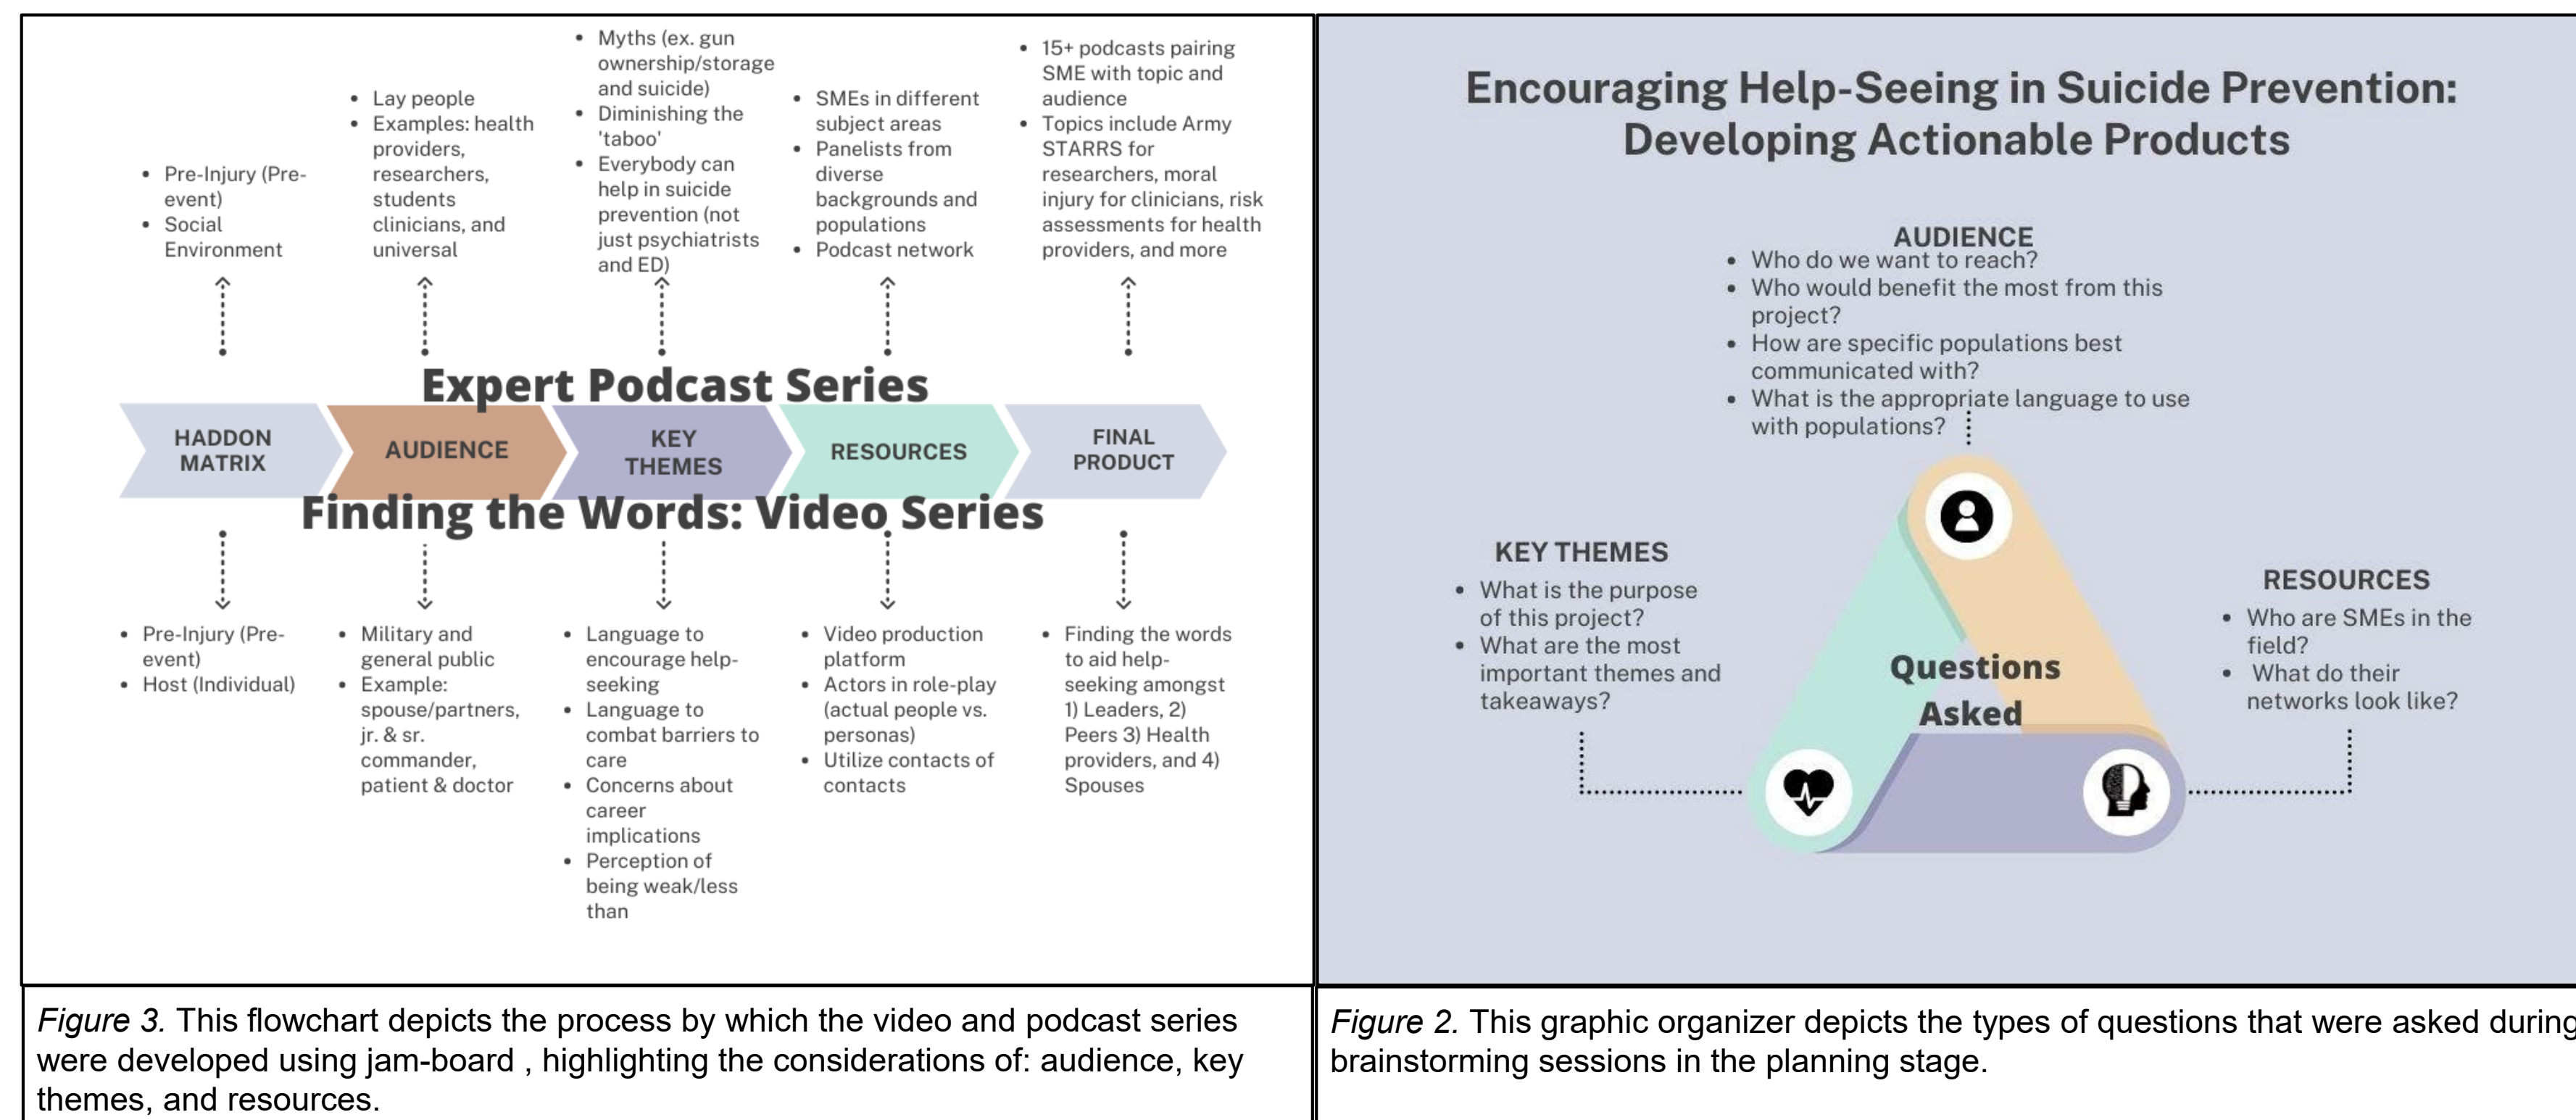 • Pre-Injury (Pre-
event)
• Social
Environment
• Lay people
• Examples: health
providers,
researchers,
students
clinicians, and
universal
• Myths (ex. gun
ownership/storage
and suicide)
• Diminishing the
'taboo'
• Everybody can
help in suicide
prevention (not
just psychiatrists
and ED)
• SMEs in different
subject areas
• Panelists from
diverse
backgrounds and
populations
• Podcast network
• 15+ podcasts pairing
SME with topic and
audience
• Topics include Army
STARRS for
researchers, moral
injury for clinicians, risk
assessments for health
providers, and more
Expert Podcast Series
HADDON
MATRIX
AUDIENCE
KEY
THEMES
RESOURCES
FINAL
PRODUCT
Finding the Words: Video Series
• Pre-Injury (Pre-
event)
• Host (Individual)
• Military and
general public
• Example:
spouse/partners,
jr. & sr.
commander,
patient & doctor
• Language to
encourage help-
seeking
• Language to
combat barriers to
care
• Concerns about
career
implications
• Perception of
being weak/less
than
• Video production
platform
• Actors in role-play
(actual people vs.
personas)
• Utilize contacts of
contacts
• Finding the words
to aid help-
seeking amongst
1) Leaders, 2)
Peers 3) Health
providers, and 4)
Spouses
Figure 3. This flowchart depicts the process by which the video and podcast series
were developed using jam-board , highlighting the considerations of: audience, key
themes, and resources.
Encouraging Help-Seeing in Suicide Prevention:
Developing Actionable Products
AUDIENCE
• Who do we want to reach?
• Who would benefit the most from this
project?
• How are specific populations best
communicated with?
• What is the appropriate language to use
with populations?
KEY THEMES
• What is the purpose
of this project?
• What are the most
important themes and
takeaways?
Questions
Asked
RESOURCES
• Who are SMEs in the
field?
• What do their
networks look like?
Figure 2. This graphic organizer depicts the types of questions that were asked during
brainstorming sessions in the planning stage.